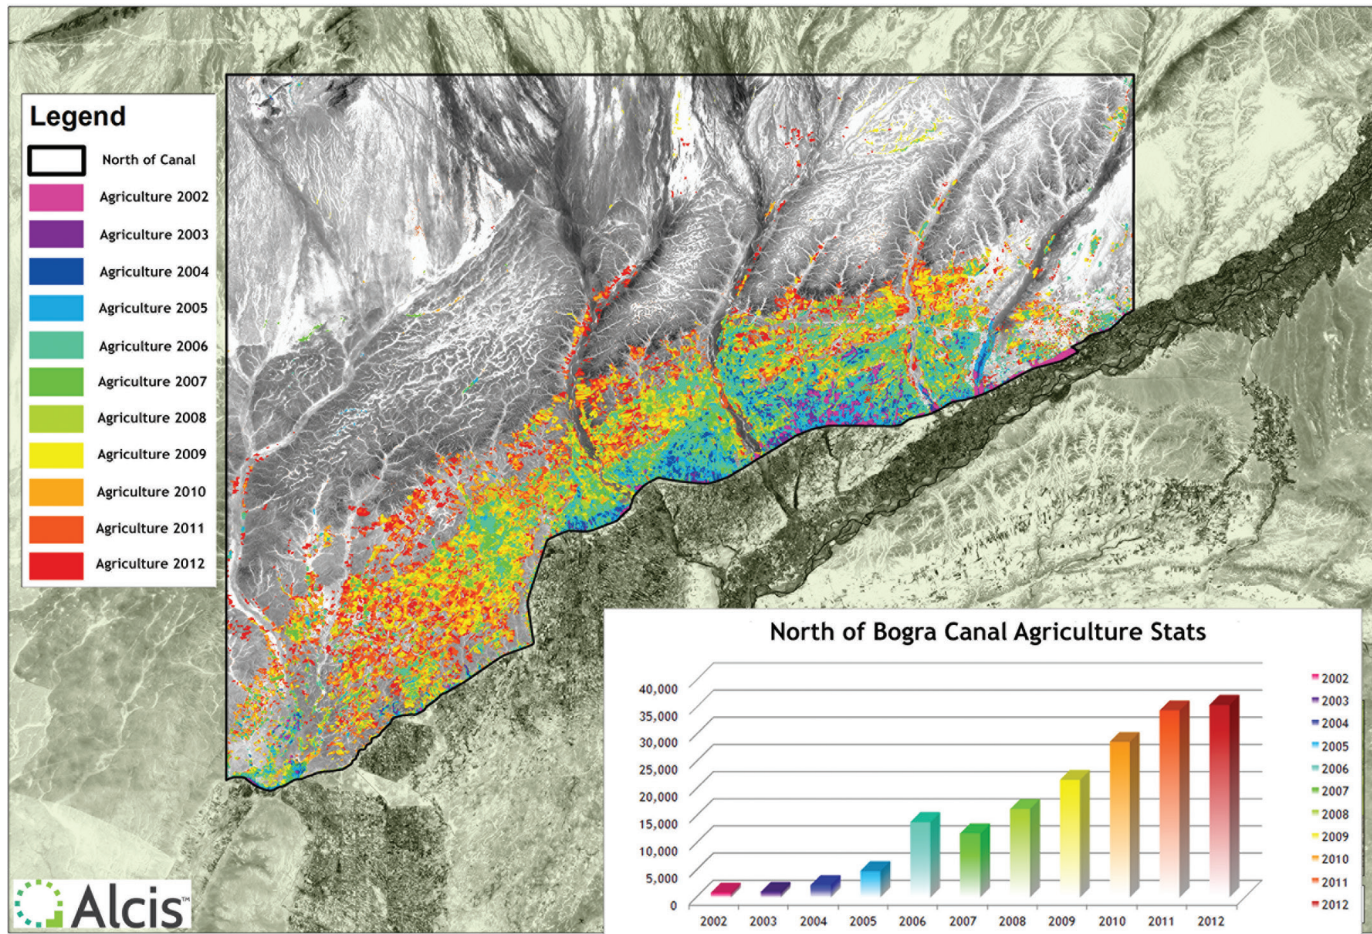 Legend
North of Canal
Agriculture 2002
Agriculture 2003
Agriculture 2004
Agriculture 2005
Agriculture 2006
Agriculture 2007
Agriculture 2008
Agriculture 2009
Agriculture 2010
Agriculture 2011
Agriculture 2012
North of Bogra Canal Agriculture Stats
40,000
35,000
30,000
25,000
20,000
15,000
10,000
5,000
0
2002 2003 2004 2005 2006 2007 2008 2009 2010 2011 2012
2002
2003
2004
2005
2006
2007
2008
2009
2010
2011
2012
Alcis™